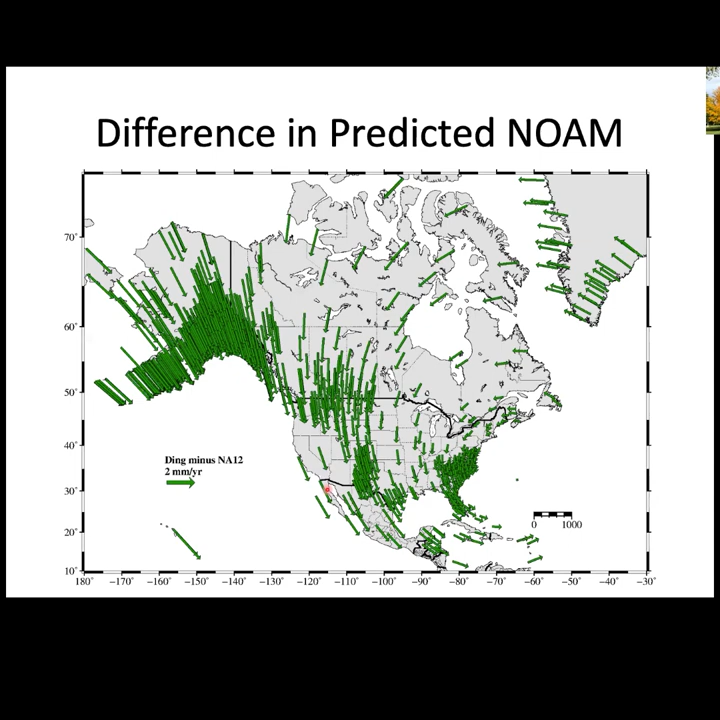 Difference in Predicted NOAM
70˚
60˚
50˚
40˚
30˚
20˚
10˚
Ding minus NA12
2 mm/yr
0 1000
180˚ −170˚ −160˚ −150˚ −140˚ −130˚ −120˚ −110˚ −100˚ −90˚ −80˚ −70˚ −60˚ −50˚ −40˚ −30˚